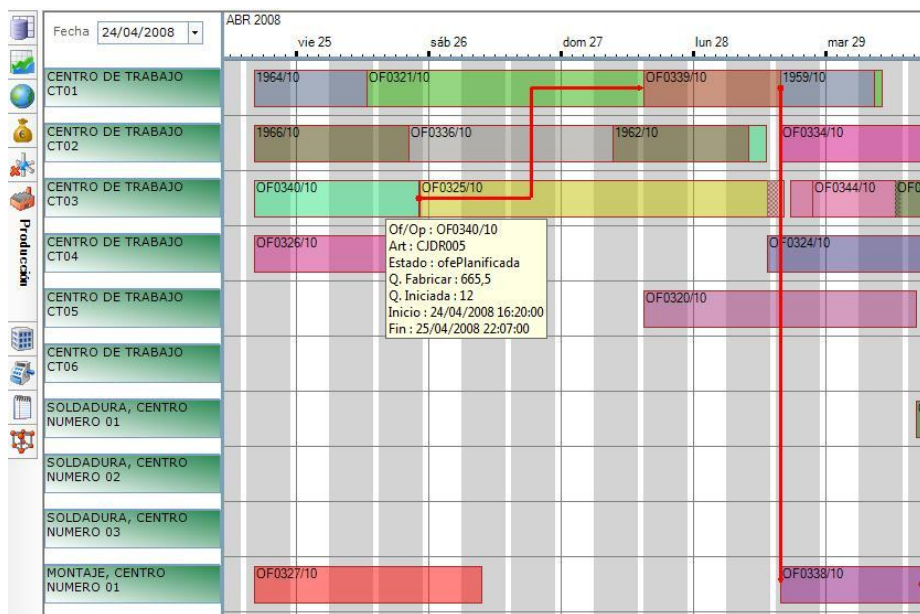 Fecha 24/04/2008
ABR 2008
vie 25 sáb 26 dom 27 lun 28 mar 29
Producción
CENTRO DE TRABAJO
CT01
1964/10 OF0321/10 OF0339/10 1959/10
CENTRO DE TRABAJO
CT02
1966/10 OF0336/10 1962/10 OF0334/10
CENTRO DE TRABAJO
CT03
OF0340/10 OF0325/10 OF0344/10
CENTRO DE TRABAJO
CT04
OF0326/10 OF0324/10
Of/Op : OF0340/10
Art : CJDR005
Estado : ofePlanificada
Q. Fabricar : 665,5
Q. Iniciada : 12
Inicio : 24/04/2008 16:20:00
Fin : 25/04/2008 22:07:00
CENTRO DE TRABAJO
CT05
OF0320/10
CENTRO DE TRABAJO
CT06
SOLDADURA, CENTRO
NUMERO 01
SOLDADURA, CENTRO
NUMERO 02
SOLDADURA, CENTRO
NUMERO 03
MONTAJE, CENTRO
NUMERO 01
OF0327/10 OF0338/10